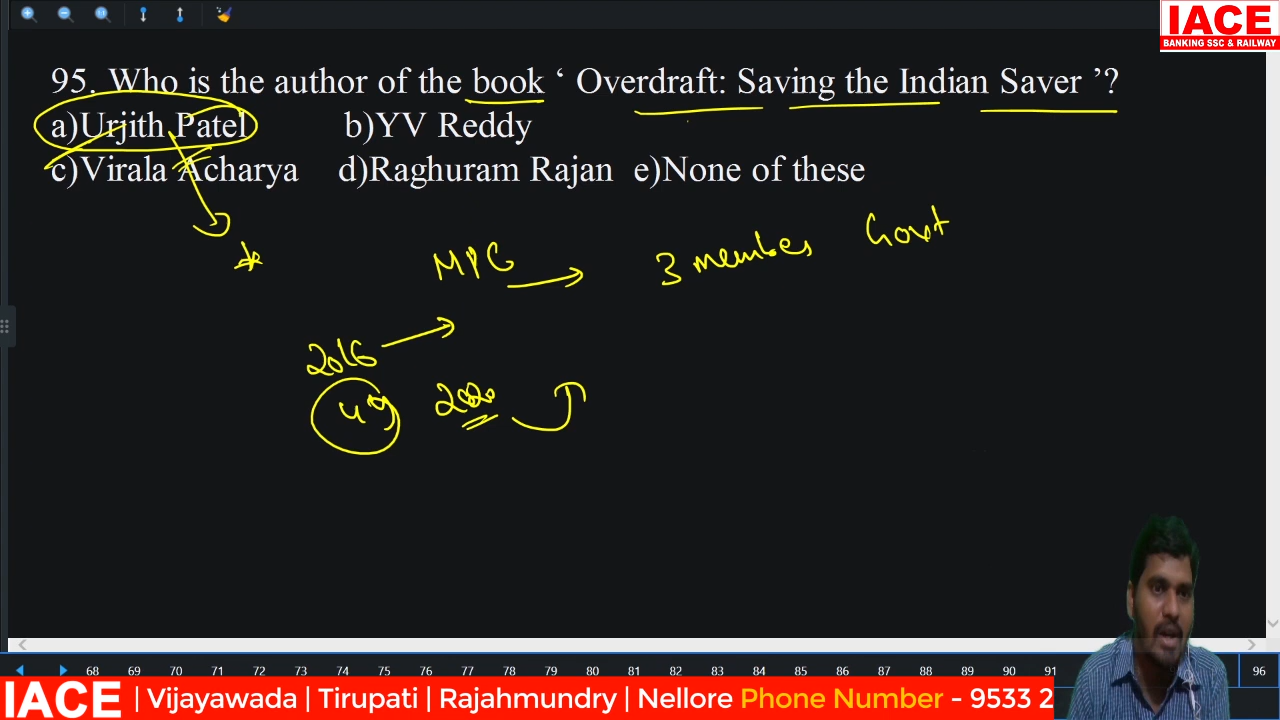 IACE
BANKING SSC & RAILWAY
95. Who is the author of the book ‘ Overdraft: Saving the Indian Saver ’?
a)Urjith Patel b)YV Reddy
c)Virala Acharya d)Raghuram Rajan e)None of these
MPC → 3 member Govt
2016 →
4y 2020
68 69 70 71 72 73 74 75 76 77 78 79 80 81 82 83 84 85 86 87 88 89 90 91 96
IACE | Vijayawada | Tirupati | Rajahmundry | Nellore Phone Number - 9533 2